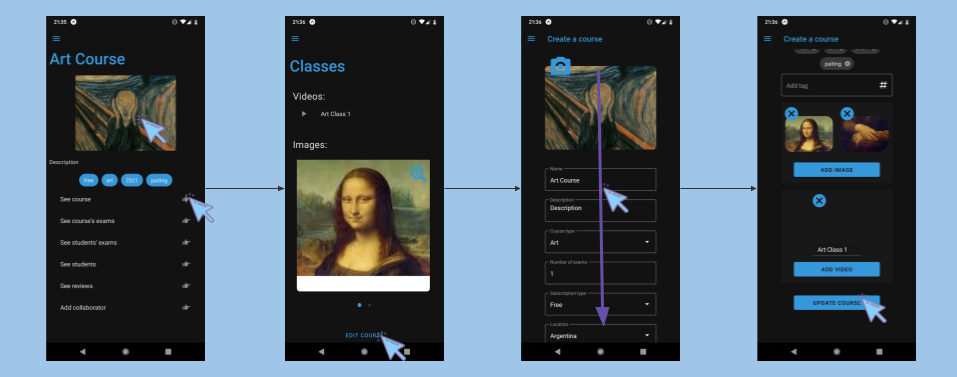 21:35
Art Course
Description
free art 2021 paiting
See course
See course's exams
See students' exams
See students
See reviews
Add collaborator
21:36
Classes
Videos:
Art Class 1
Images:
EDIT COURSE
21:36
Create a course
Name
Art Course
Description
Description
Course type
Art
Number of exams
1
Subscription type
Free
Location
Argentina
21:36
Create a course
paiting
Add tag #
ADD IMAGE
Art Class 1
ADD VIDEO
UPDATE COURSE